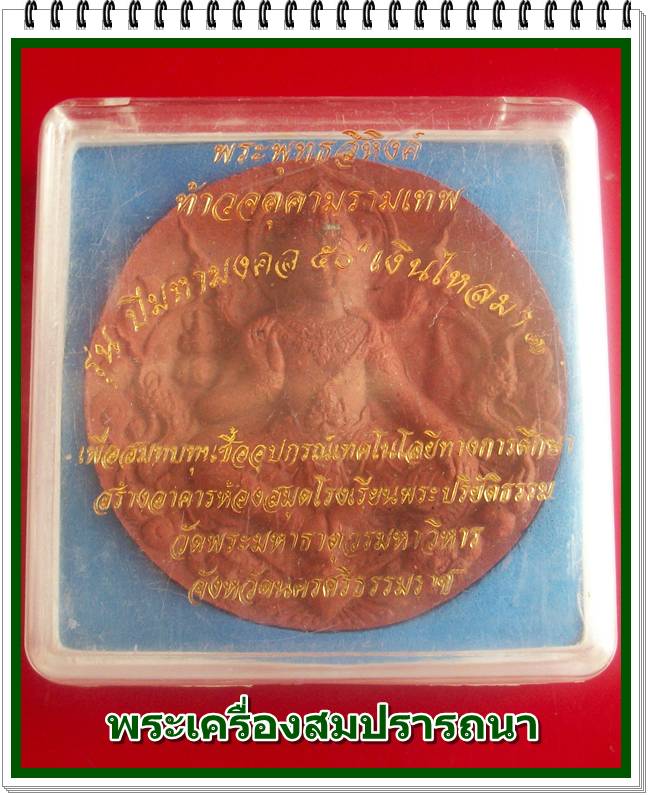 พระพุทธสิหิงค์
ท้าวจตุคามรามเทพ
รุ่น ปีมหามงคล ๕๐ "เงินไหลมา"
เพื่อสมทบทุนซื้ออุปกรณ์เทคโนโลยีทางการศึกษา
สร้างอาคารห้องสมุดโรงเรียนพระปริยัติธรรม
วัดพระมหาธาตุวรมหาวิหาร
จังหวัดนครศรีธรรมราช
พระเครื่องสมปรารถนา